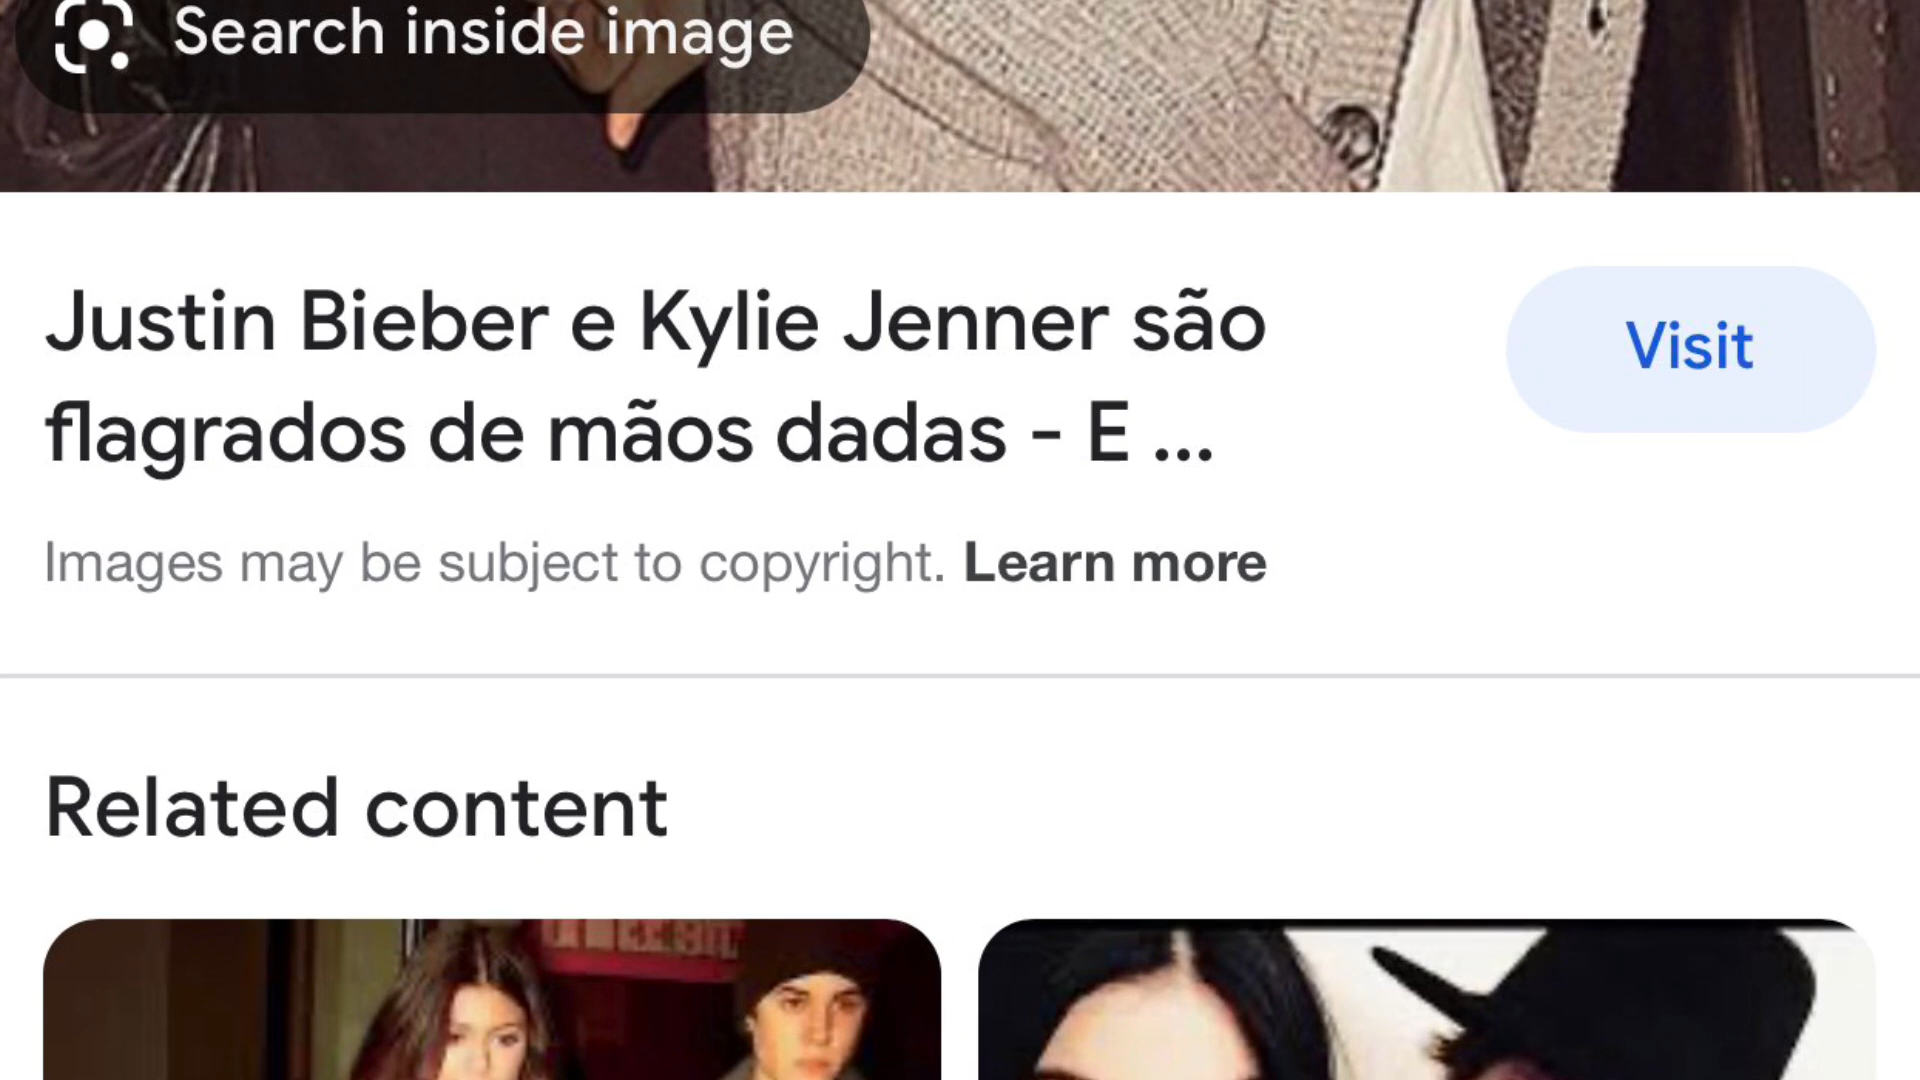 Search inside image
Justin Bieber e Kylie Jenner são
flagrados de mãos dadas - E ...
Visit
Images may be subject to copyright. Learn more
Related content